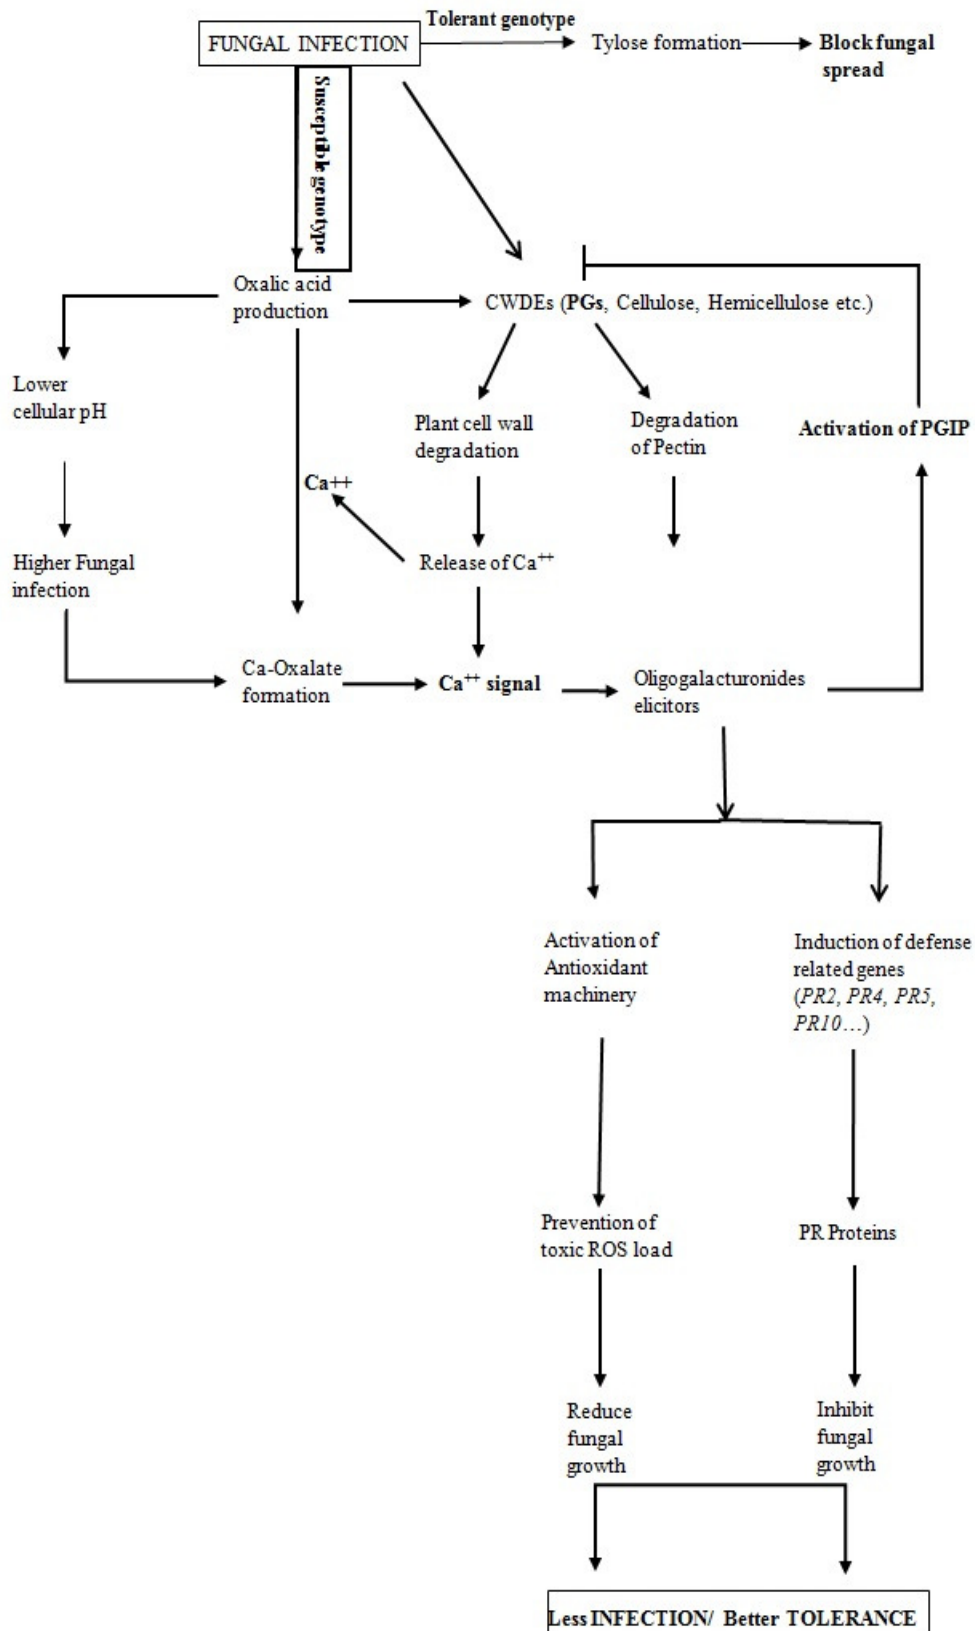 Tolerant genotype
FUNGAL INFECTION
Tylose formation
Block fungal
spread
Susceptible genotype
Oxalic acid
production
CWDEs (PGs, Cellulose, Hemicellulose etc.)
Lower
cellular pH
Plant cell wall
degradation
Degradation
of Pectin
Activation of PGIP
Ca++
Higher Fungal
infection
Release of Ca⁺⁺
Ca-Oxalate
formation
Ca⁺⁺ signal
Oligogalacturonides
elicitors
Activation of
Antioxidant
machinery
Induction of defense
related genes
(PR2, PR4, PR5,
PR10…)
Prevention of
toxic ROS load
PR Proteins
Reduce
fungal
growth
Inhibit
fungal
growth
Less INFECTION/ Better TOLERANCE